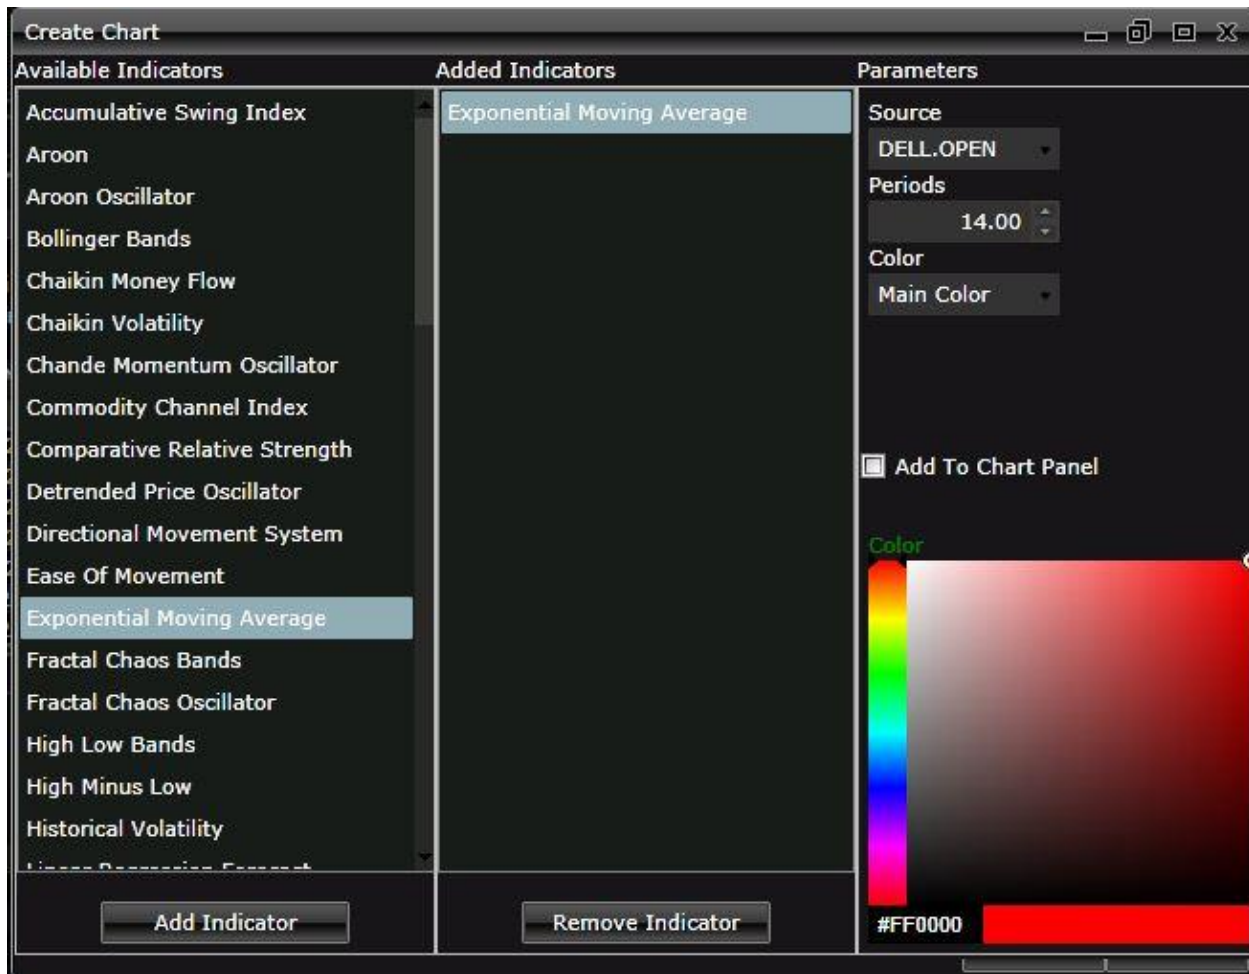 Create Chart
Available Indicators
Accumulative Swing Index
Aroon
Aroon Oscillator
Bollinger Bands
Chaikin Money Flow
Chaikin Volatility
Chande Momentum Oscillator
Commodity Channel Index
Comparative Relative Strength
Detrended Price Oscillator
Directional Movement System
Ease Of Movement
Exponential Moving Average
Fractal Chaos Bands
Fractal Chaos Oscillator
High Low Bands
High Minus Low
Historical Volatility
Linear Regression Forecast
Add Indicator
Added Indicators
Exponential Moving Average
Remove Indicator
Parameters
Source
DELL.OPEN
Periods
14.00
Color
Main Color
Add To Chart Panel
Color
#FF0000